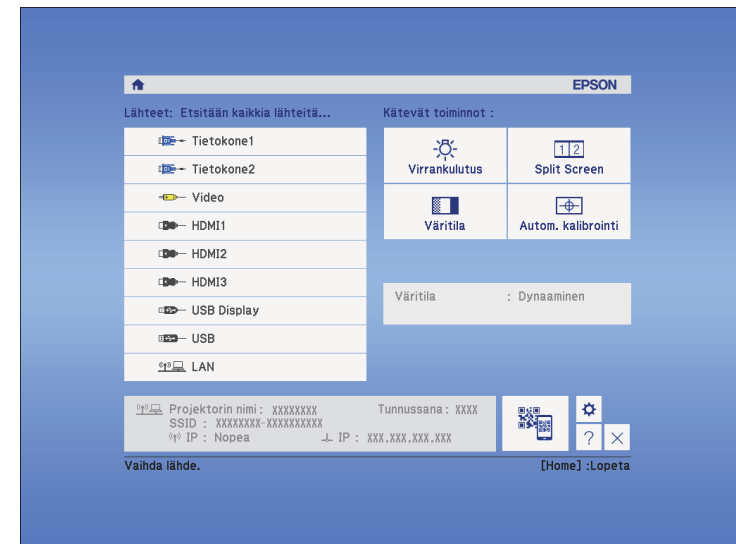 EPSON
Lähteet: Etsitään kaikkia lähteitä...
Tietokone1
Tietokone2
Video
HDMI1
HDMI2
HDMI3
USB Display
USB
LAN
Kätevät toiminnot :
Virrankulutus
1 2
Split Screen
Väritila
Autom. kalibrointi
Väritila : Dynaaminen
Projektorin nimi : XXXXXXXX Tunnussana : XXXX
SSID : XXXXXXXX-XXXXXXXXXX
IP : Nopea IP : XXX.XXX.XXX.XXX
?
Vaihda lähde. [Home] :Lopeta